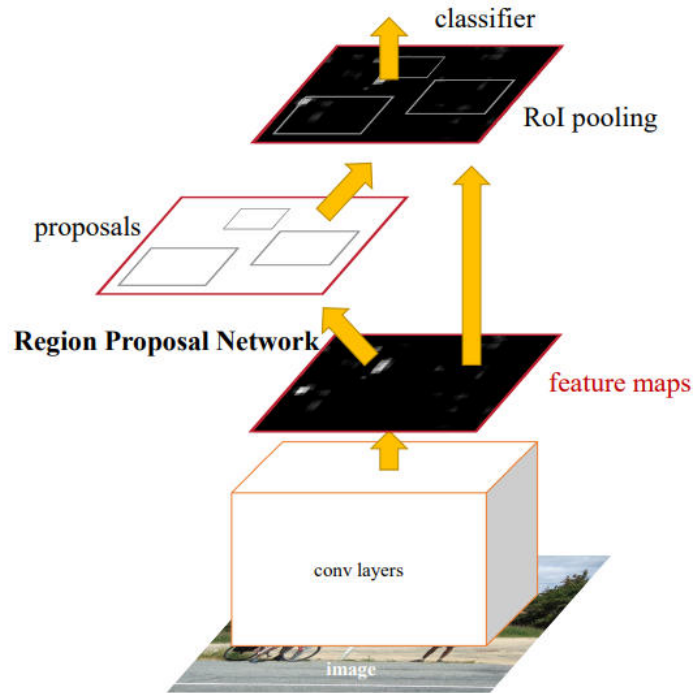 classifier
RoI pooling
proposals
Region Proposal Network
feature maps
conv layers
image